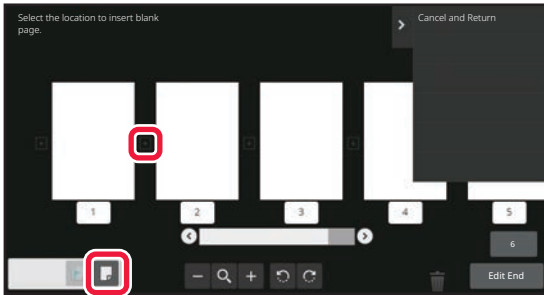 Select the location to insert blank
page.
Cancel and Return
1
2
3
4
5
6
Edit End